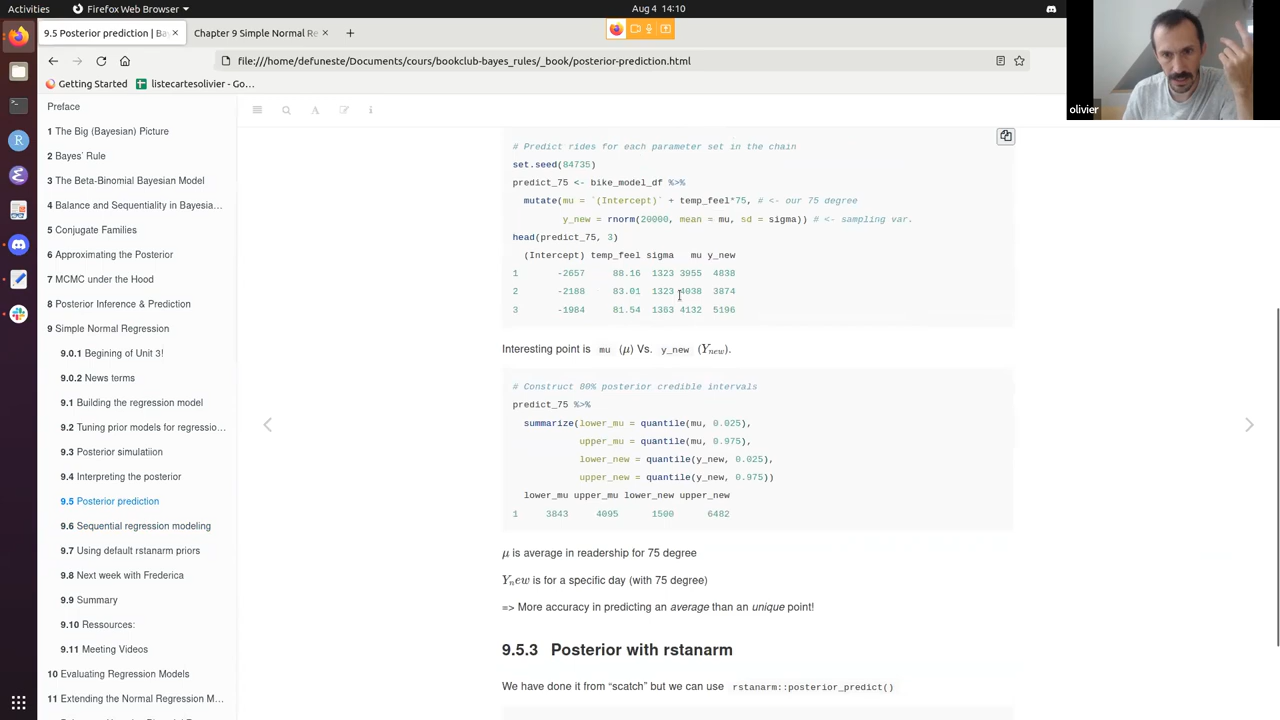 Activities
Firefox Web Browser
Aug 4 14:10
9.5 Posterior prediction | Ba
Chapter 9 Simple Normal Re
file:///home/defuneste/Documents/cours/bookclub-bayes_rules/_book/posterior-prediction.html
Getting Started
listecartesolivier - Go…
olivier
Preface
1 The Big (Bayesian) Picture
2 Bayes' Rule
3 The Beta-Binomial Bayesian Model
4 Balance and Sequentiality in Bayesia…
5 Conjugate Families
6 Approximating the Posterior
7 MCMC under the Hood
8 Posterior Inference & Prediction
9 Simple Normal Regression
9.0.1 Begining of Unit 3!
9.0.2 News terms
9.1 Building the regression model
9.2 Tuning prior models for regressio…
9.3 Posterior simulatiion
9.4 Interpreting the posterior
9.5 Posterior prediction
9.6 Sequential regression modeling
9.7 Using default rstanarm priors
9.8 Next week with Frederica
9.9 Summary
9.10 Ressources:
9.11 Meeting Videos
10 Evaluating Regression Models
11 Extending the Normal Regression M…
# Predict rides for each parameter set in the chain
set.seed(84735)
predict_75 <- bike_model_df %>%
mutate(mu = `(Intercept)` + temp_feel*75, # <- our 75 degree
y_new = rnorm(20000, mean = mu, sd = sigma)) # <- sampling var.
head(predict_75, 3)
(Intercept) temp_feel sigma mu y_new
1 -2657 88.16 1323 3955 4838
2 -2188 83.01 1323 4038 3874
3 -1984 81.54 1363 4132 5196
Interesting point is mu (μ) Vs. y_new (Ynew).
# Construct 80% posterior credible intervals
predict_75 %>%
summarize(lower_mu = quantile(mu, 0.025),
upper_mu = quantile(mu, 0.975),
lower_new = quantile(y_new, 0.025),
upper_new = quantile(y_new, 0.975))
lower_mu upper_mu lower_new upper_new
1 3843 4095 1500 6482
μ is average in readership for 75 degree
Ynew is for a specific day (with 75 degree)
=> More accuracy in predicting an average than an unique point!
9.5.3 Posterior with rstanarm
We have done it from "scatch" but we can use rstanarm::posterior_predict()